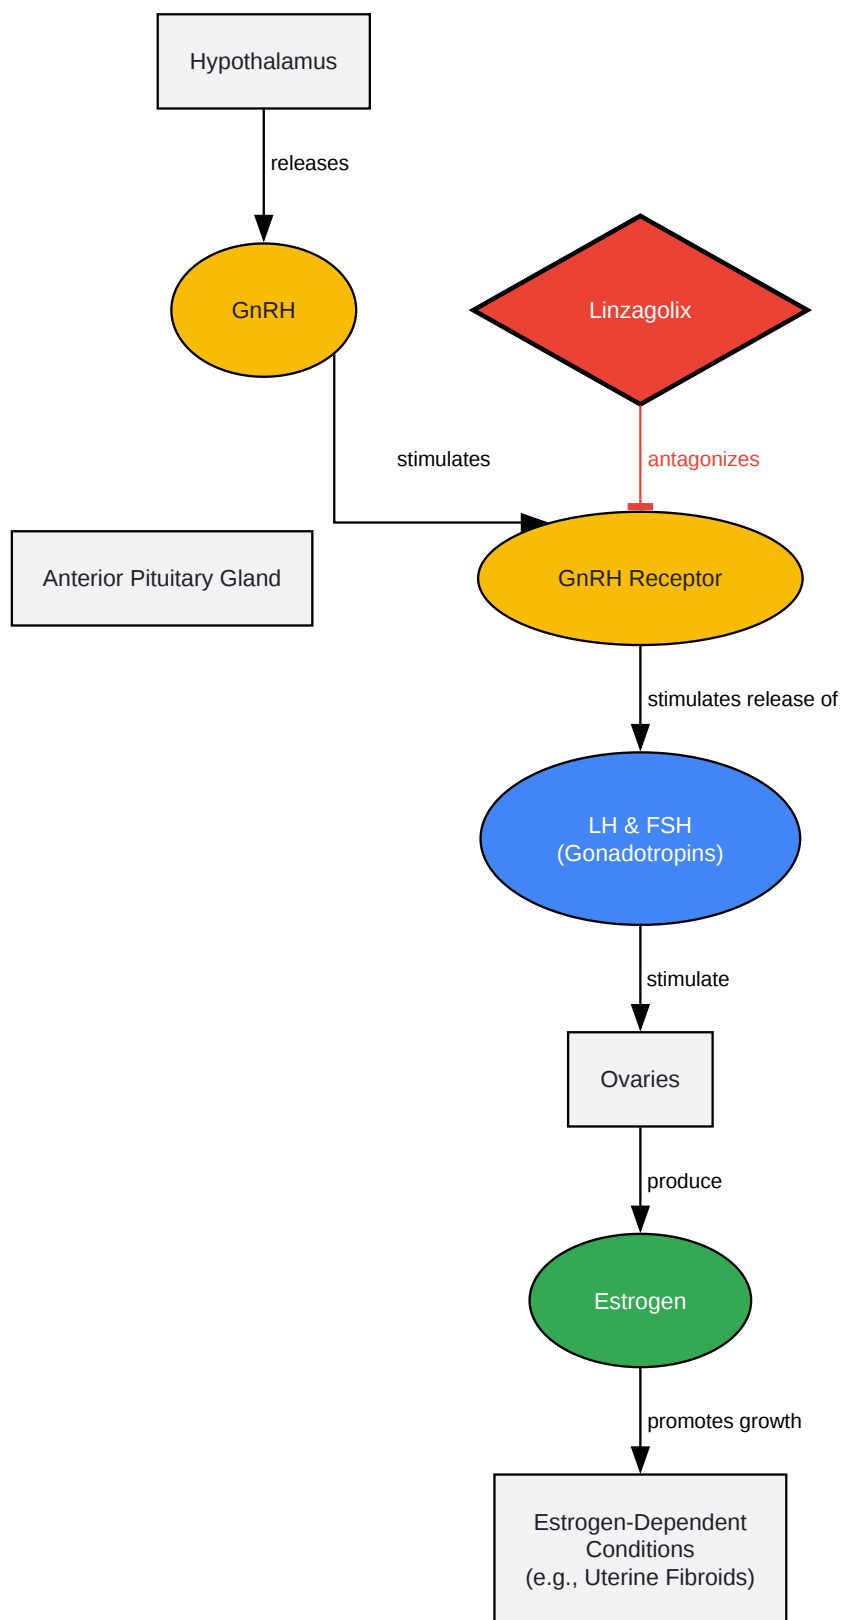 Hypothalamus
releases
GnRH
Linzagolix
stimulates
antagonizes
Anterior Pituitary Gland
GnRH Receptor
stimulates release of
LH & FSH
(Gonadotropins)
stimulate
Ovaries
produce
Estrogen
promotes growth
Estrogen-Dependent
Conditions
(e.g., Uterine Fibroids)